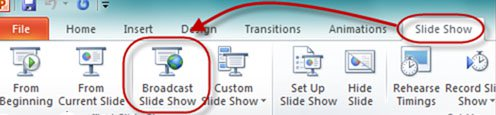 File Home Insert Design Transitions Animations Slide Show
From Beginning
From Current Slide
Broadcast Slide Show
Custom Slide Show
Set Up Slide Show
Hide Slide
Rehearse Timings
Record Sli Show